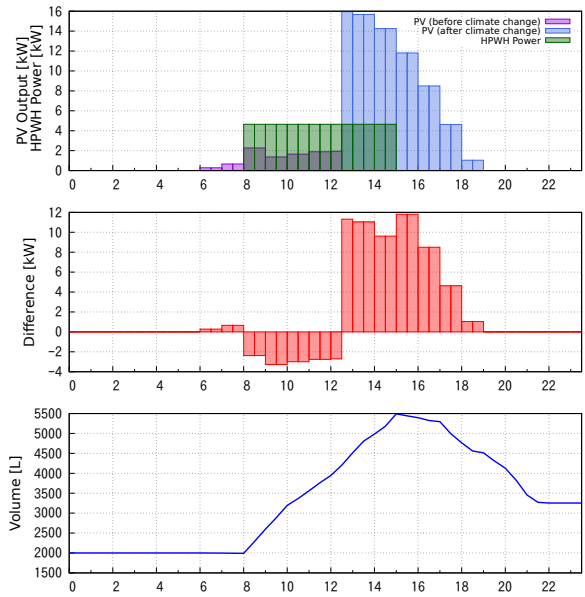 PV Output [kW]
HPWH Power [kW]
16
14
12
10
8
6
4
2
0
PV (before climate change)
PV (after climate change)
HPWH Power
0 2 4 6 8 10 12 14 16 18 20 22
Difference [kW]
12
10
8
6
4
2
0
−2
−4
0 2 4 6 8 10 12 14 16 18 20 22
Volume [L]
5500
5000
4500
4000
3500
3000
2500
2000
1500
0 2 4 6 8 10 12 14 16 18 20 22